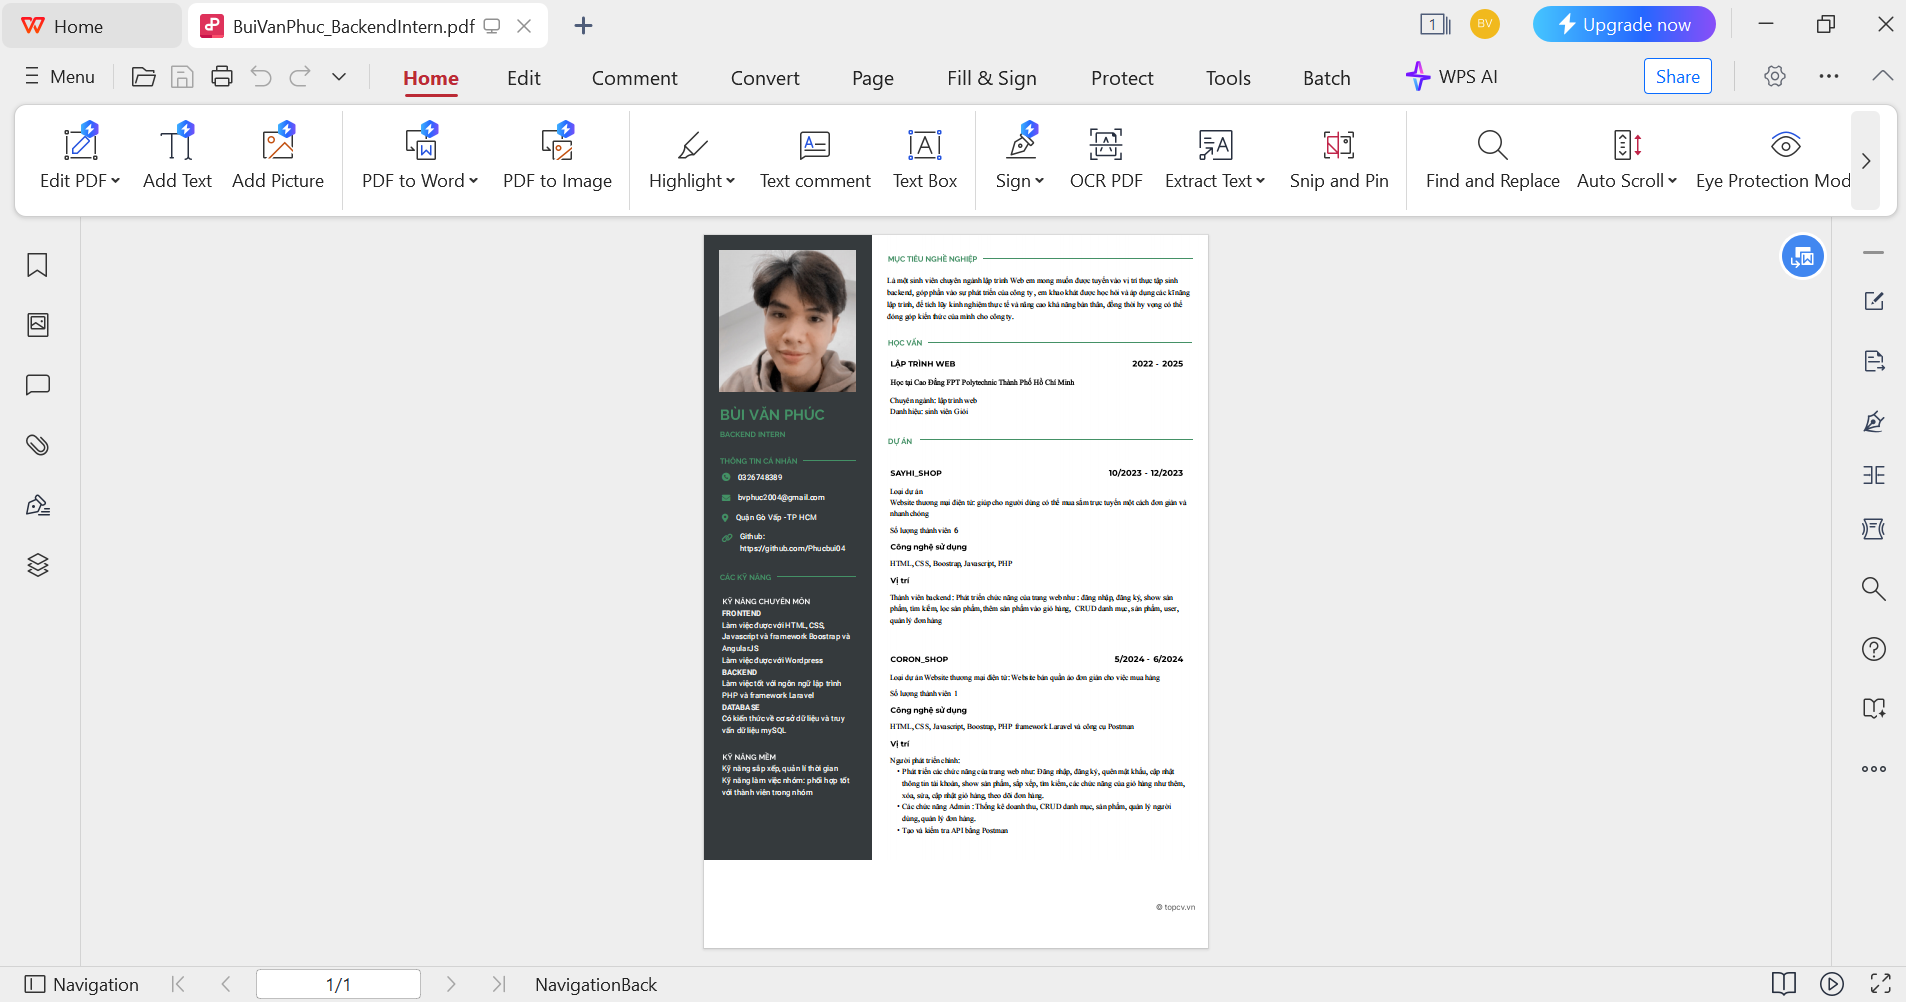 Home
BuiVanPhuc_BackendIntern.pdf
1
BV
Upgrade now
Menu
Home
Edit
Comment
Convert
Page
Fill & Sign
Protect
Tools
Batch
WPS AI
Share
Edit PDF
Add Text
Add Picture
PDF to Word
PDF to Image
Highlight
Text comment
Text Box
Sign
OCR PDF
Extract Text
Snip and Pin
Find and Replace
Auto Scroll
Eye Protection Mod
BÙI VĂN PHÚC
BACKEND INTERN
THÔNG TIN CÁ NHÂN
0326748389
bvphuc2004@gmail.com
Quận Gò Vấp -TP HCM
Github:
https://github.com/Phucbui04
CÁC KỸ NĂNG
KỸ NĂNG CHUYÊN MÔN
FRONTEND
Làm việc được với HTML, CSS,
Javascript và framework Boostrap và
AngularJS
Làm việc được với Wordpress
BACKEND
Làm việc tốt với ngôn ngữ lập trình
PHP và framework Laravel
DATABASE
Có kiến thức về cơ sở dữ liệu và truy
vấn dữ liệu mySQL
KỸ NĂNG MỀM
Kỹ năng sắp xếp, quản lí thời gian
Kỹ năng làm việc nhóm: phối hợp tốt
với thành viên trong nhóm
MỤC TIÊU NGHỀ NGHIỆP
Là một sinh viên chuyên ngành lập trình Web em mong muốn được tuyển vào vị trí thực tập sinh
backend, góp phần vào sự phát triển của công ty, em khao khát được học hỏi và áp dụng các kĩ năng
lập trình, để tích lũy kinh nghiệm thực tế và nâng cao khả năng bản thân, đồng thời hy vọng có thể
đóng góp kiến thức của mình cho công ty.
HỌC VẤN
LẬP TRÌNH WEB 2022 - 2025
Học tại Cao Đẳng FPT Polytechnic Thành Phố Hồ Chí Minh
Chuyên ngành: lập trình web
Danh hiệu: sinh viên Giỏi
DỰ ÁN
SAYHI_SHOP 10/2023 - 12/2023
Loại dự án
Website thương mại điện tử: giúp cho người dùng có thể mua sắm trực tuyến một cách đơn giản và
nhanh chóng
Số lượng thành viên 6
Công nghệ sử dụng
HTML, CSS, Boostrap, Javascript, PHP
Vị trí
Thành viên backend : Phát triển chức năng của trang web như : đăng nhập, đăng ký, show sản
phẩm, tìm kiếm, lọc sản phẩm, thêm sản phẩm vào giỏ hàng, CRUD danh mục, sản phẩm, user,
quản lý đơn hàng
CORON_SHOP 5/2024 - 6/2024
Loại dự án Website thương mại điện tử: Website bán quần áo đơn giản cho việc mua hàng
Số lượng thành viên 1
Công nghệ sử dụng
HTML, CSS, Javascript, Boostrap, PHP framework Laravel và công cụ Postman
Vị trí
Người phát triển chính:
• Phát triển các chức năng của trang web như: Đăng nhập, đăng ký, quên mật khẩu, cập nhật
thông tin tài khoản, show sản phẩm, sắp xếp, tìm kiếm, các chức năng của giỏ hàng như thêm,
xóa, sửa, cập nhật giỏ hàng, theo dõi đơn hàng.
• Các chức năng Admin : Thống kê doanh thu, CRUD danh mục, sản phẩm, quản lý người
dùng, quản lý đơn hàng.
• Tạo và kiểm tra API bằng Postman
© topcv.vn
Navigation
1/1
NavigationBack